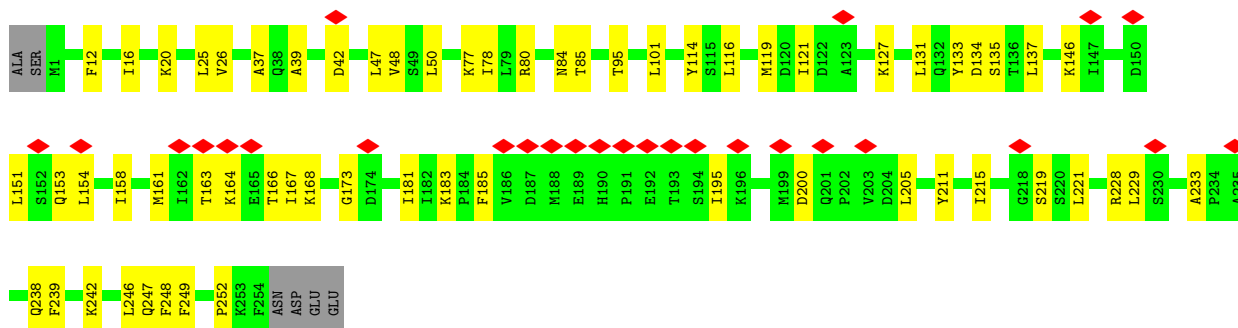 ALA SER M1 F12 I16 K20 L25 V26 A37 Q38 A39 D42 L47 V48 S49 L50 K77 I78 L79 R80 N84 T85 T95 L101 Y114 S115 L116 M119 D120 I121 D122 A123 K127 L131 Q132 Y133 D134 S135 T136 L137 K146 I147 D150
L151 S152 Q153 L154 I158 M161 I162 T163 K164 E165 T166 I167 K168 G173 D174 I181 I182 K183 P184 F185 V186 D187 M188 E189 H190 P191 E192 T193 S194 I195 K196 M199 D200 Q201 P202 V203 D204 L205 Y211 I215 G218 S219 S220 L221 R228 L229 S230 A233 P234 A235
Q238 F239 K242 L246 Q247 F248 F249 P252 K253 F254 ASN ASP GLU GLU